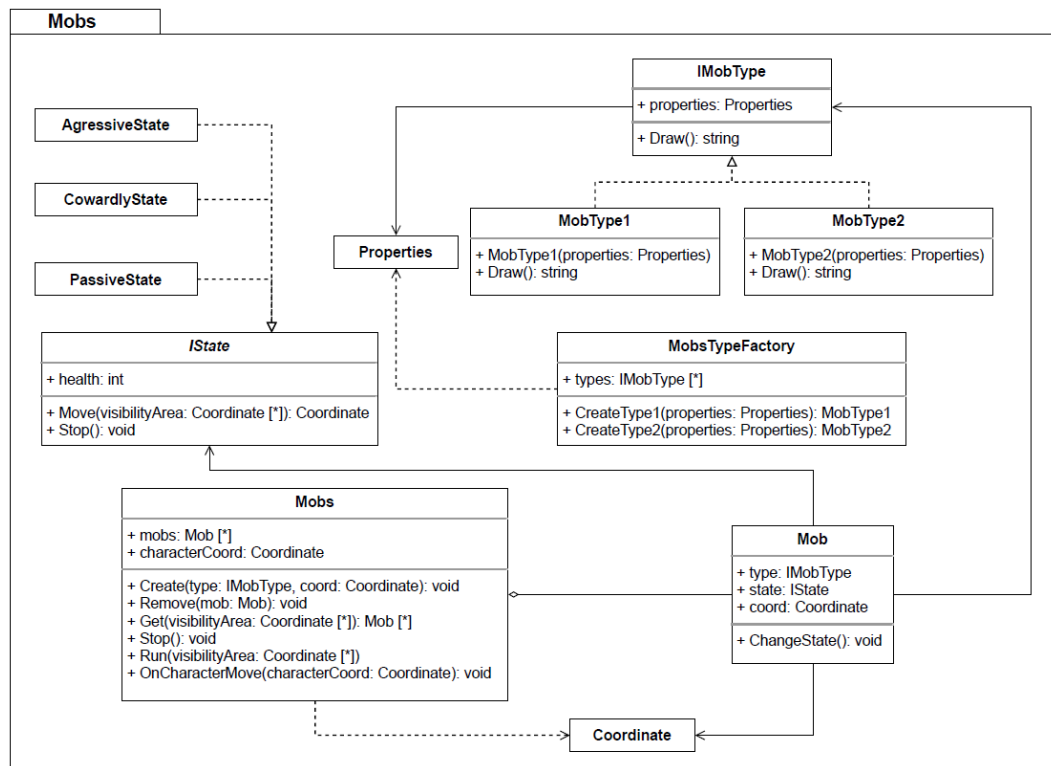 Mobs
IMobType
+ properties: Properties
+ Draw(): string
AgressiveState
CowardlyState
PassiveState
Properties
MobType1
+ MobType1(properties: Properties)
+ Draw(): string
MobType2
+ MobType2(properties: Properties)
+ Draw(): string
IState
+ health: int
+ Move(visibilityArea: Coordinate [*]): Coordinate
+ Stop(): void
MobsTypeFactory
+ types: IMobType [*]
+ CreateType1(properties: Properties): MobType1
+ CreateType2(properties: Properties): MobType2
Mobs
+ mobs: Mob [*]
+ characterCoord: Coordinate
+ Create(type: IMobType, coord: Coordinate): void
+ Remove(mob: Mob): void
+ Get(visibilityArea: Coordinate [*]): Mob [*]
+ Stop(): void
+ Run(visibilityArea: Coordinate [*])
+ OnCharacterMove(characterCoord: Coordinate): void
Mob
+ type: IMobType
+ state: IState
+ coord: Coordinate
+ ChangeState(): void
Coordinate